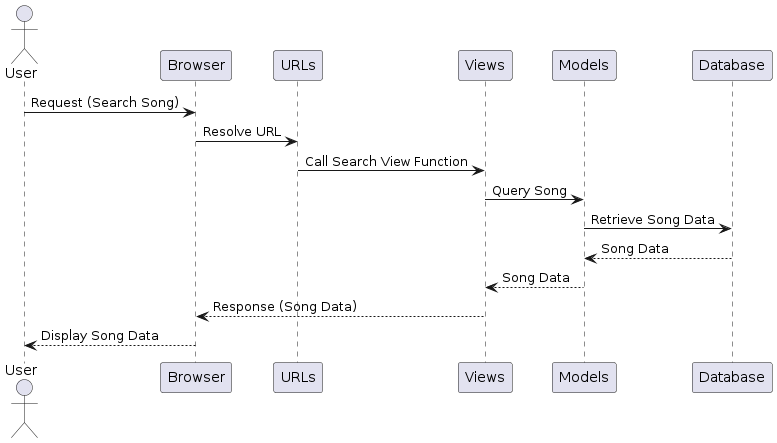 User
Browser
URLs
Views
Models
Database
Request (Search Song)
Resolve URL
Call Search View Function
Query Song
Retrieve Song Data
Song Data
Song Data
Response (Song Data)
Display Song Data
User
Browser
URLs
Views
Models
Database